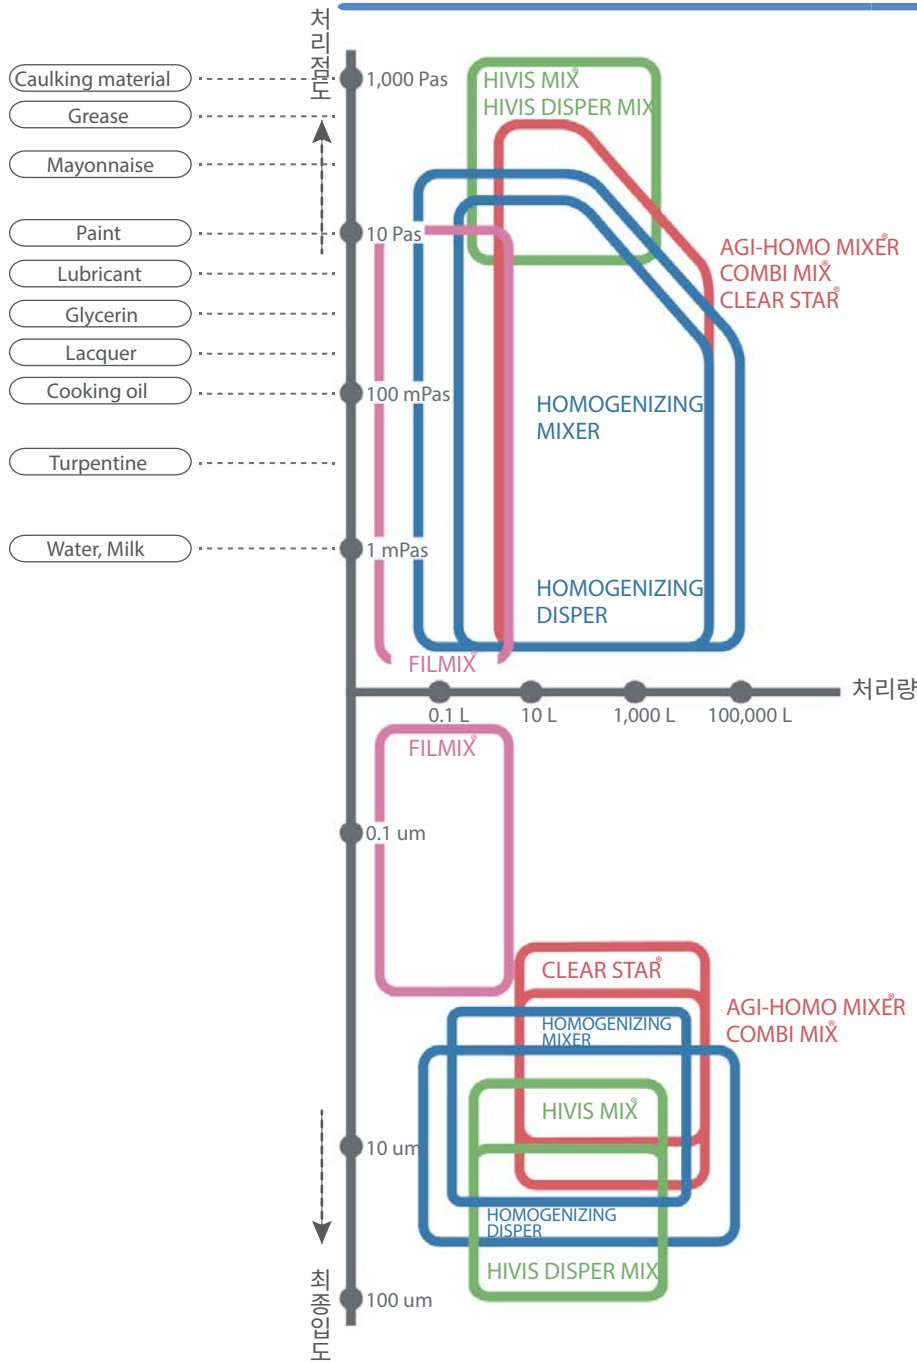 처리점도
Caulking material
1,000 Pas
HIVIS MIX®
HIVIS DISPER MIX
Grease
Mayonnaise
Paint
10 Pas
AGI-HOMO MIXER®
COMBI MIX®
CLEAR STAR®
Lubricant
Glycerin
Lacquer
Cooking oil
100 mPas
HOMOGENIZING
MIXER
Turpentine
Water, Milk
1 mPas
HOMOGENIZING
DISPER
FILMIX®
처리량
0.1 L
10 L
1,000 L
100,000 L
FILMIX®
0.1 um
CLEAR STAR®
AGI-HOMO MIXER®
COMBI MIX®
HOMOGENIZING
MIXER
HIVIS MIX®
10 um
HOMOGENIZING
DISPER
HIVIS DISPER MIX
100 um
최종입도